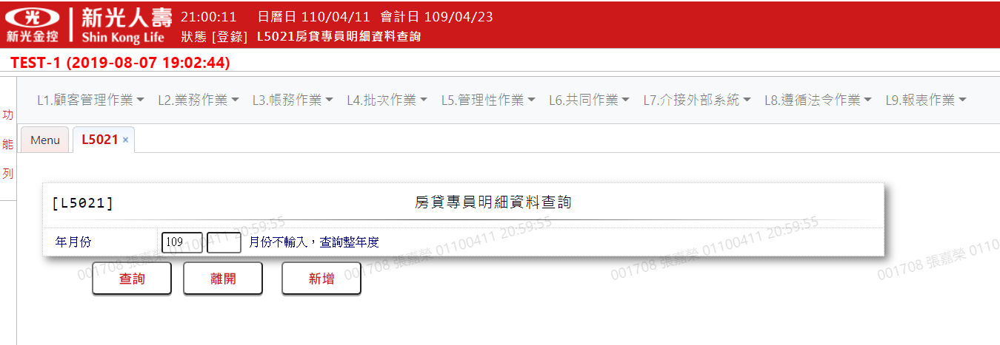 新光金控 新光人壽 Shin Kong Life
21:00:11 日曆日 110/04/11 會計日 109/04/23
狀態 [登錄] L5021房貸專員明細資料查詢
TEST-1 (2019-08-07 19:02:44)
L1.顧客管理作業 L2.業務作業 L3.帳務作業 L4.批次作業 L5.管理性作業 L6.共同作業 L7.介接外部系統 L8.遵循法令作業 L9.報表作業
功能列
Menu L5021 ×
[L5021] 房貸專員明細資料查詢
年月份 109 月份不輸入，查詢整年度
查詢 離開 新增
001708 張嘉榮 01100411 20:59:55
001708 張嘉榮 01100411 20:59:55
001708 張嘉榮 01100411
001708 張嘉榮 0110